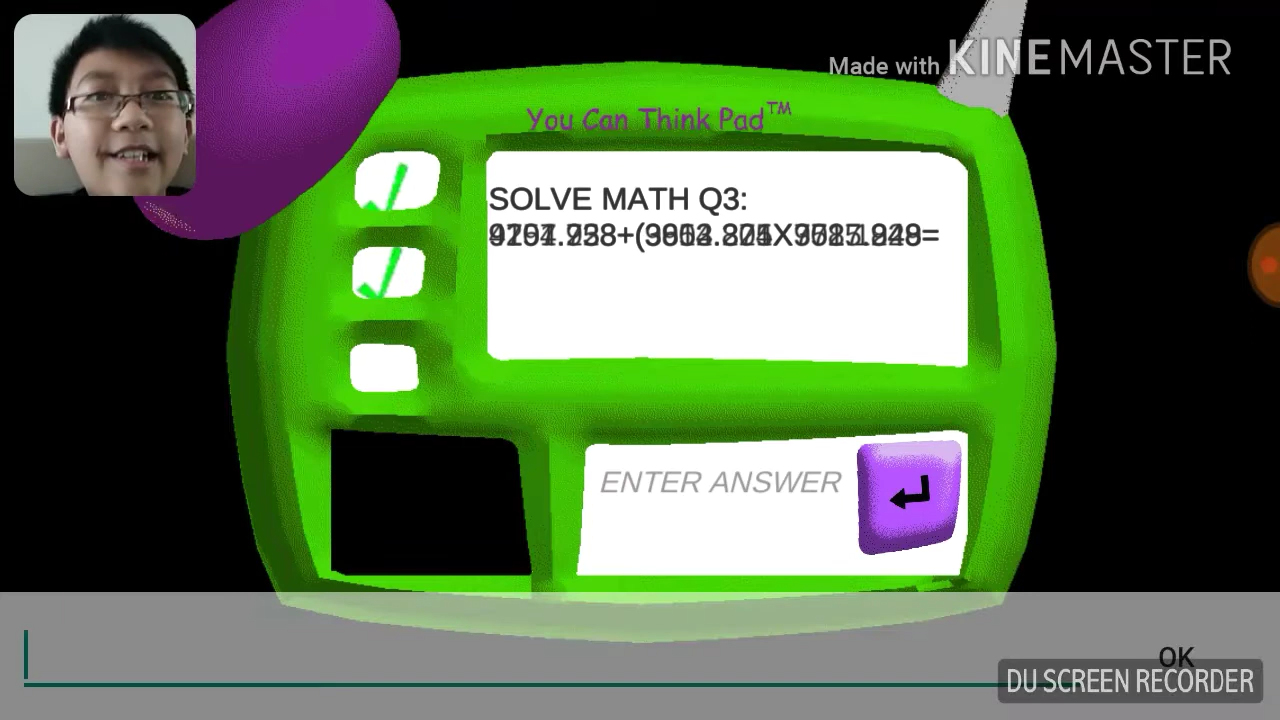 Made with KINEMASTER
You Can Think Pad™
SOLVE MATH Q3:
ENTER ANSWER
OK
DU SCREEN RECORDER